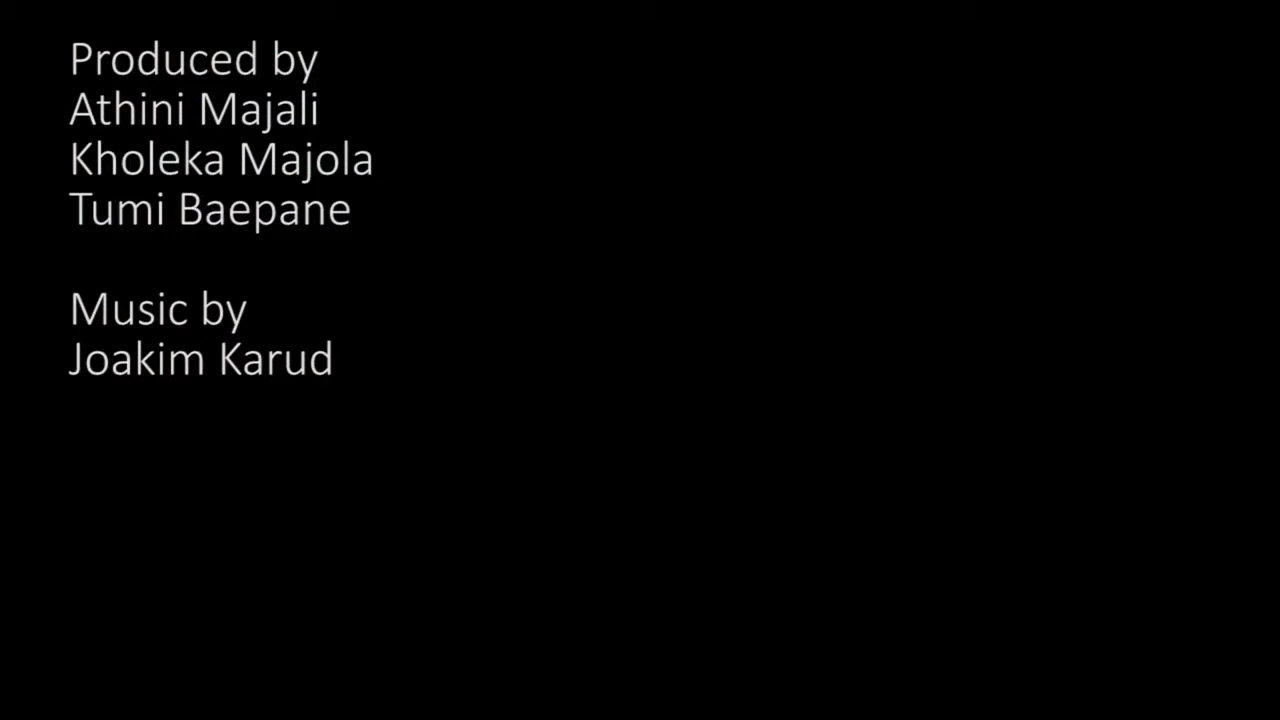 Produced by
Athini Majali
Kholeka Majola
Tumi Baepane
Music by
Joakim Karud